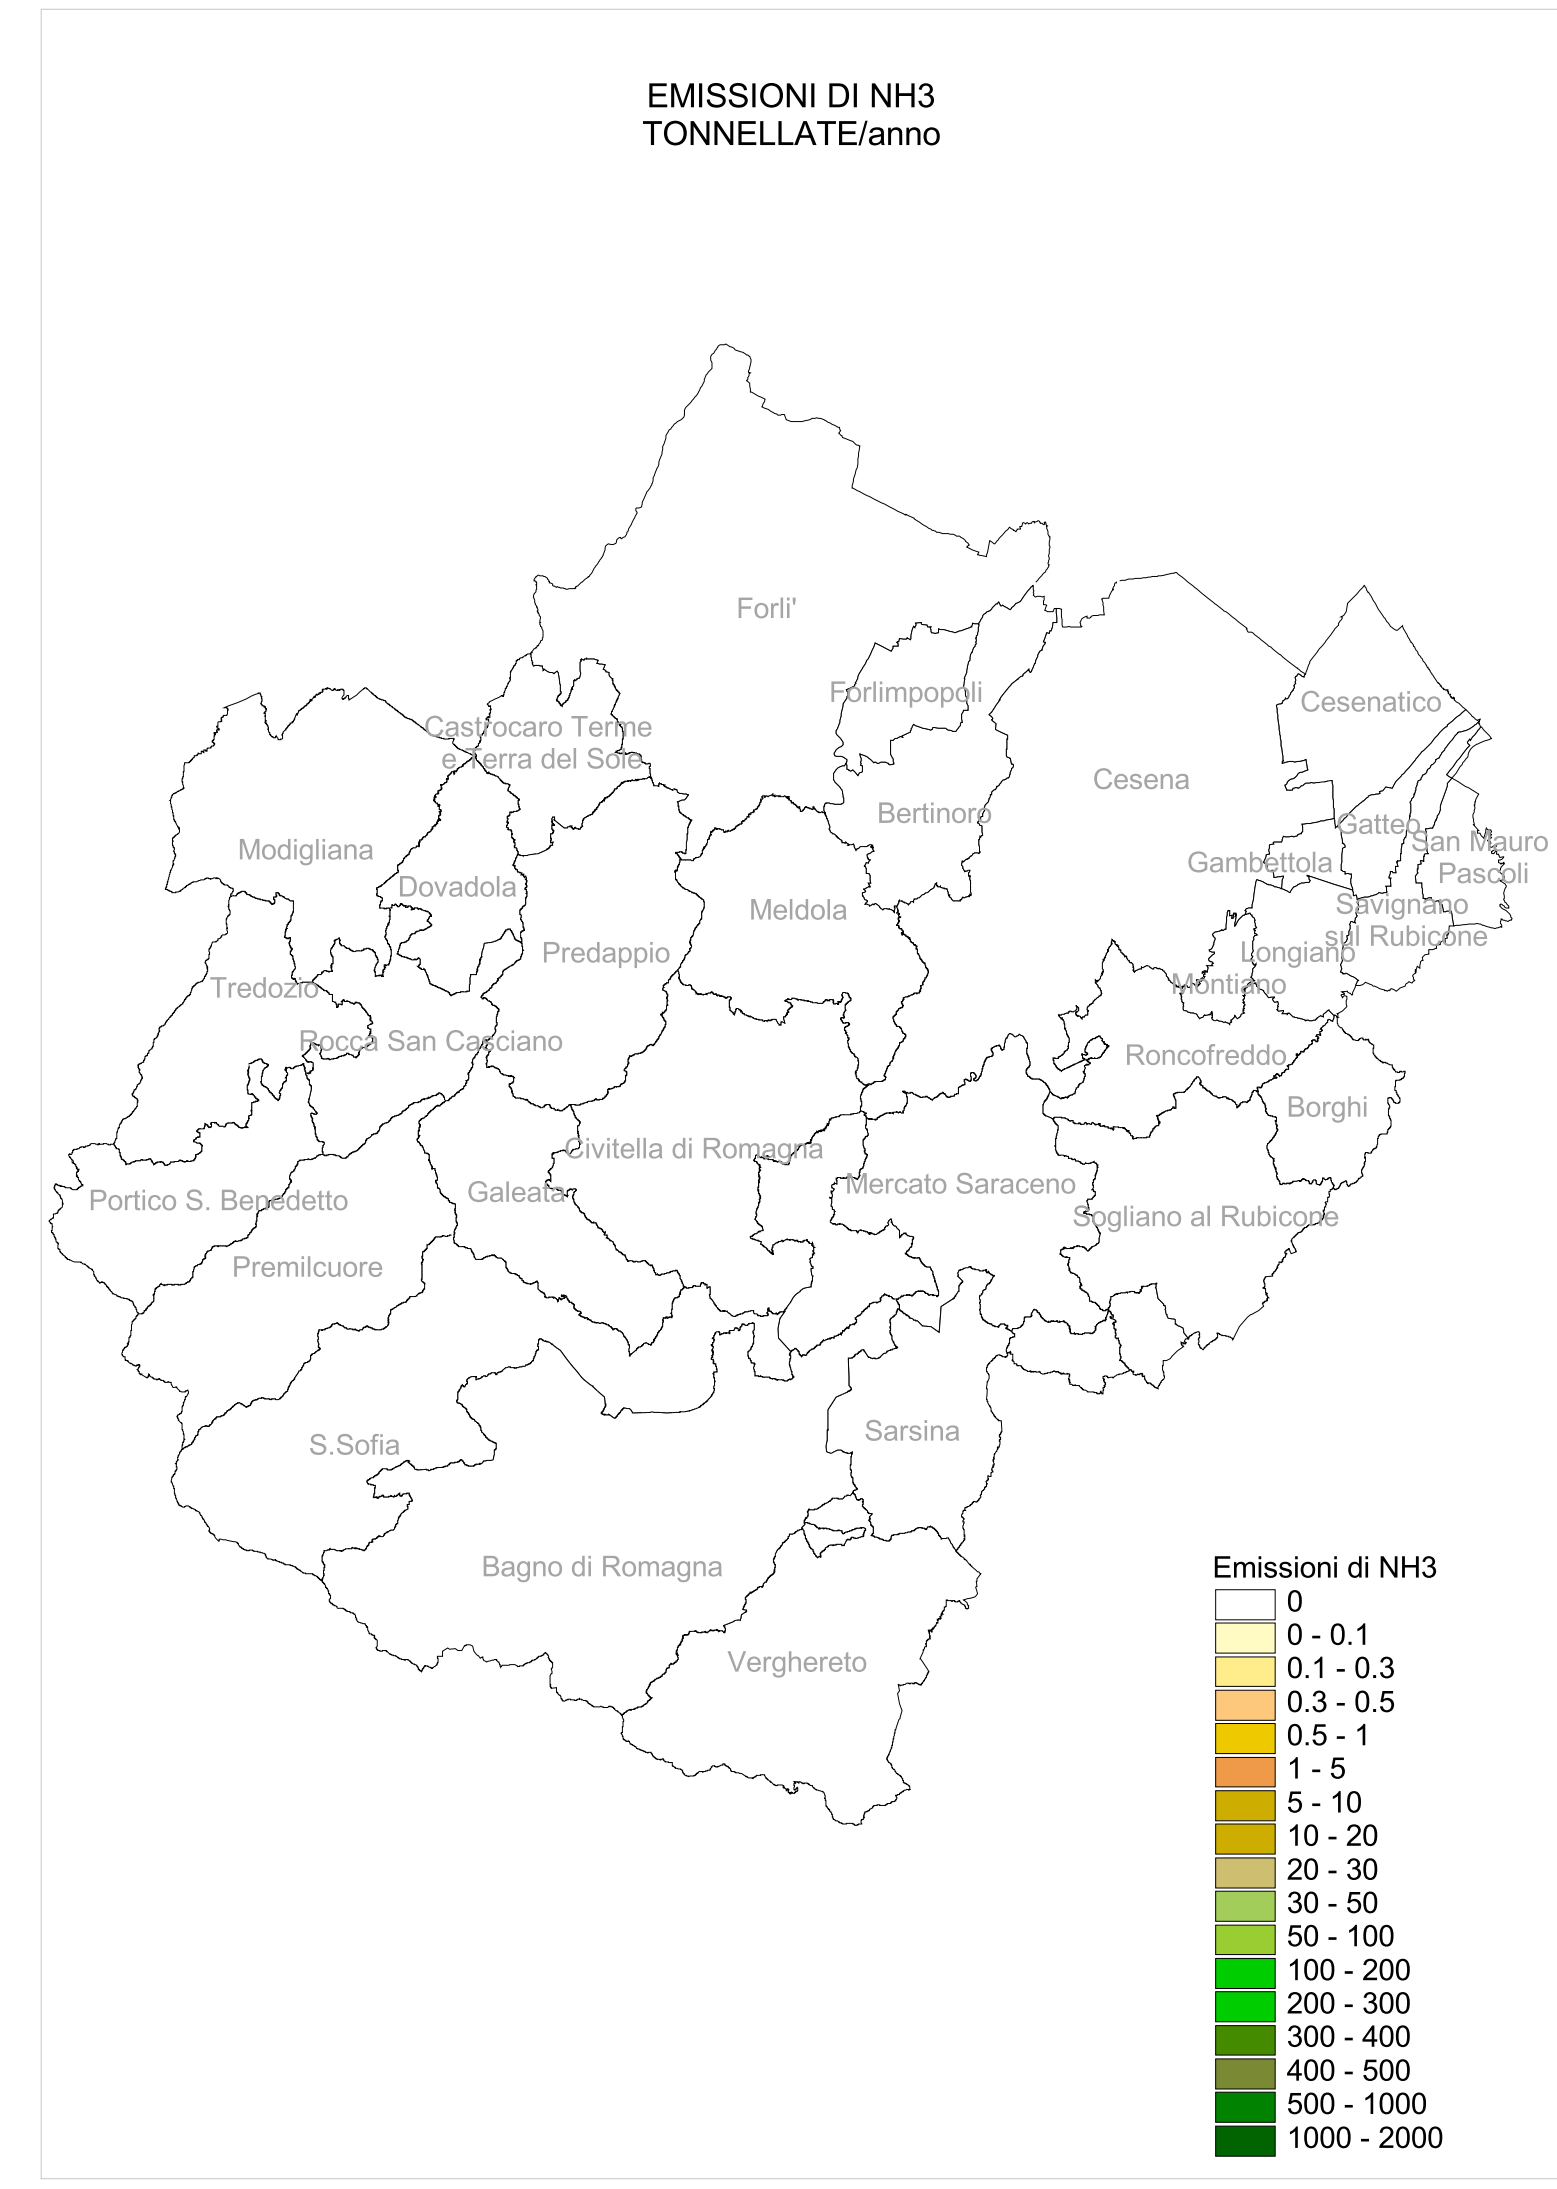 EMISSIONI DI NH3
TONNELLATE/anno
Forli'
Forlimpopoli
Cesenatico
Castrocaro Terme
e Terra del Sole
Cesena
Bertinoro
Gatteo
San Mauro
Pascoli
Modigliana
Gambettola
Dovadola
Meldola
Savignano
sul Rubicone
Predappio
Longiano
Tredozio
Montiano
Rocca San Casciano
Roncofreddo
Borghi
Civitella di Romagna
Portico S. Benedetto
Galeata
Mercato Saraceno
Sogliano al Rubicone
Premilcuore
Sarsina
S.Sofia
Bagno di Romagna
Verghereto
Emissioni di NH3
0
0 - 0.1
0.1 - 0.3
0.3 - 0.5
0.5 - 1
1 - 5
5 - 10
10 - 20
20 - 30
30 - 50
50 - 100
100 - 200
200 - 300
300 - 400
400 - 500
500 - 1000
1000 - 2000